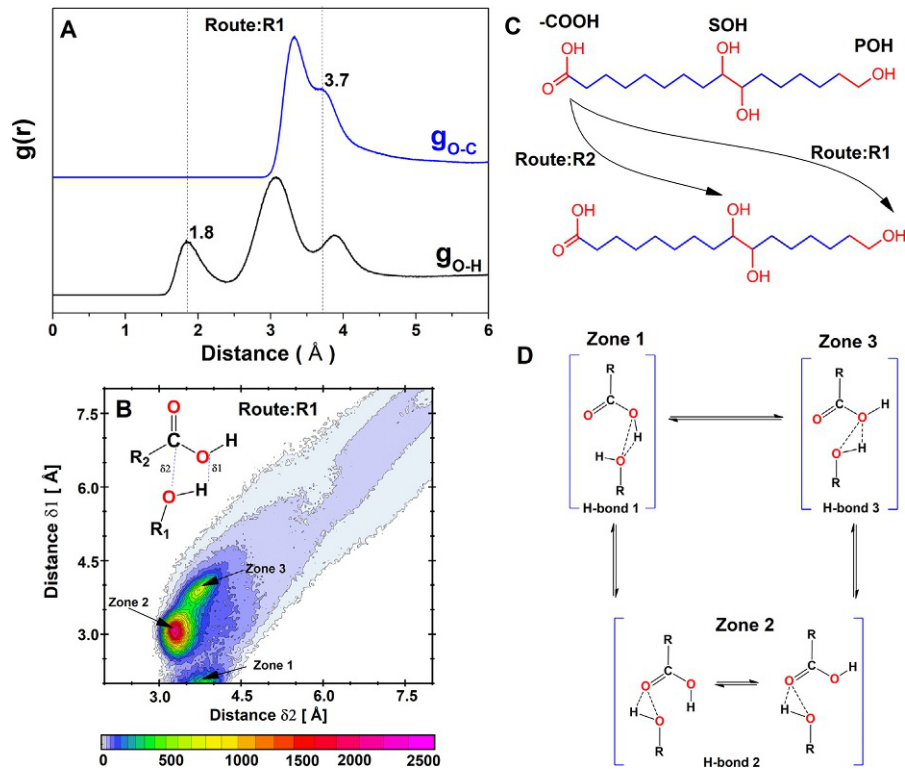 A
Route:R1
3.7
g(r)
gO-C
1.8
gO-H
0 1 2 3 4 5 6
Distance ( Å )
C
-COOH
SOH
POH
OH
OH
OH
O
OH
Route:R2
Route:R1
OH
OH
O
OH
OH
B
Route:R1
7.5
6.0
4.5
3.0
Distance δ1 [ Å]
O
C
H
R2
δ2
O
δ1
O
H
R1
Zone 3
Zone 2
Zone 1
3.0 4.5 6.0 7.5
Distance δ2 [ Å]
0 500 1000 1500 2000 2500
D
Zone 1
R
C
O
O
H
H
O
R
H-bond 1
Zone 3
R
C
H
O
O
O
H
R
H-bond 3
Zone 2
R
C
O
O
H
H
O
R
R
C
H
O
O
H
O
R
H-bond 2